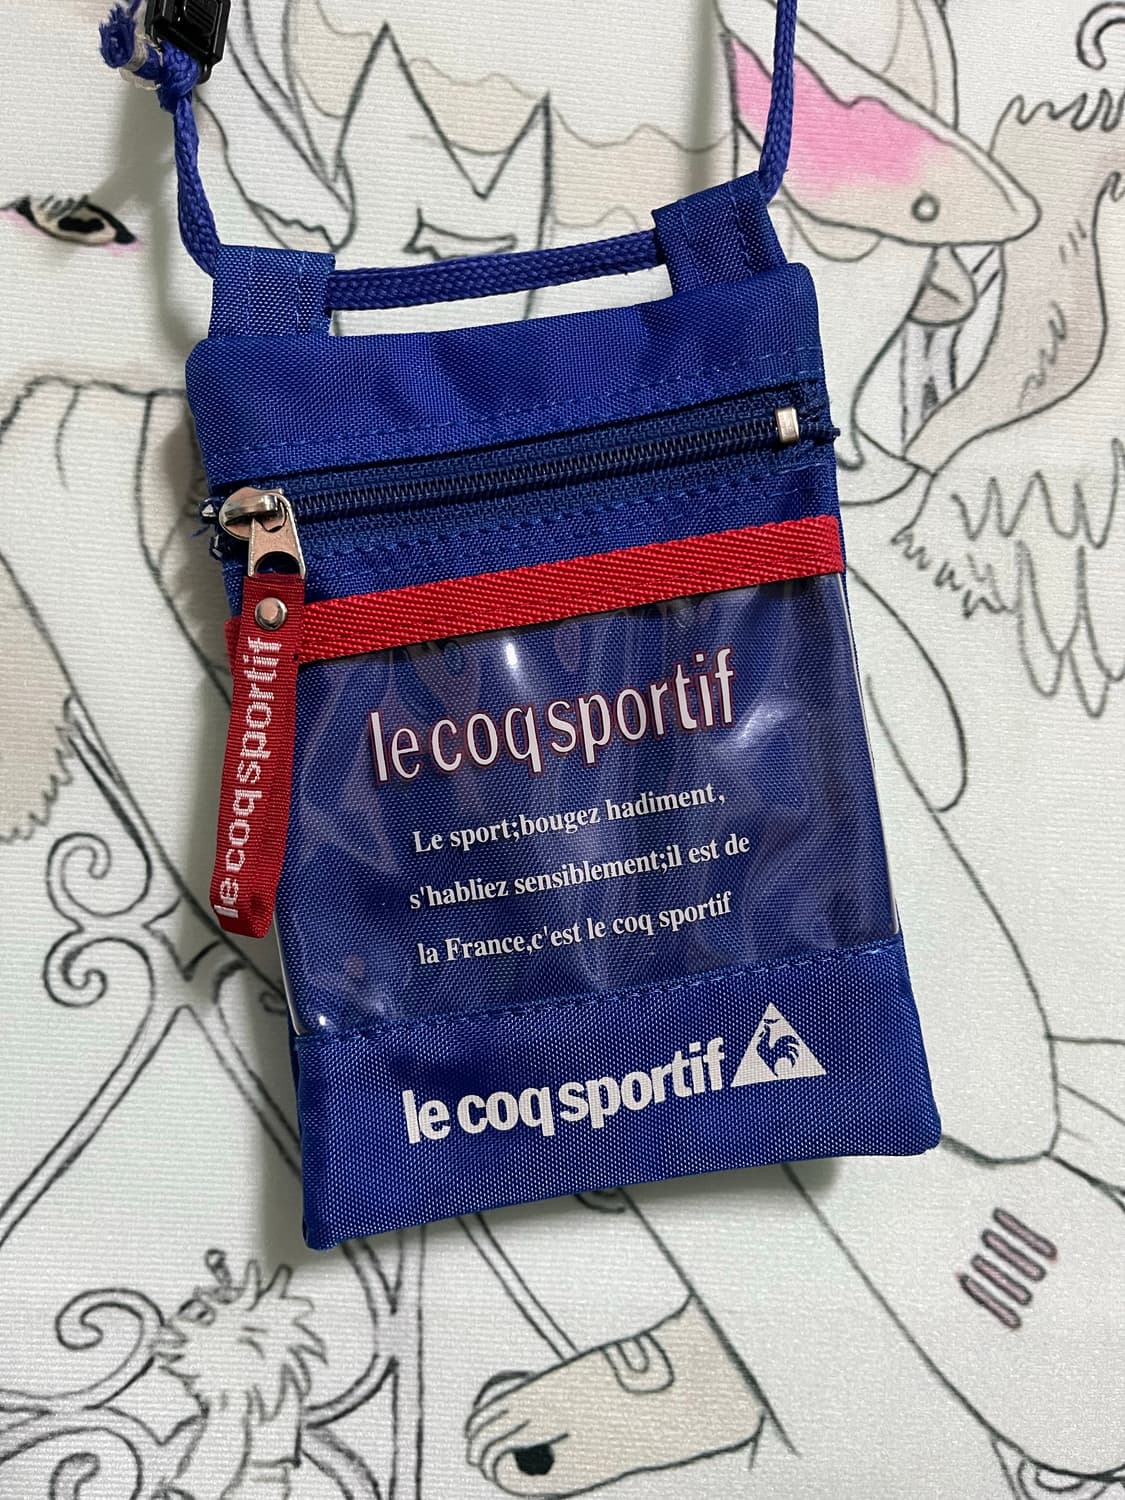 le coq sportif
le coq sportif
Le sport;bougez hadiment,
s'habliez sensiblement;il est de
la France,c'est le coq sportif
le coq sportif